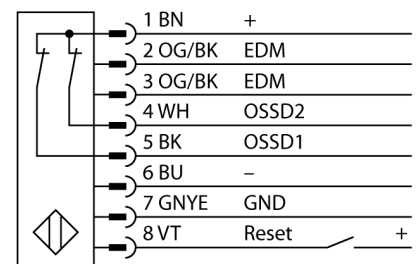 1 BN +
2 OG/BK EDM
3 OG/BK EDM
4 WH OSSD2
5 BK OSSD1
6 BU –
7 GNYE GND
8 VT Reset +